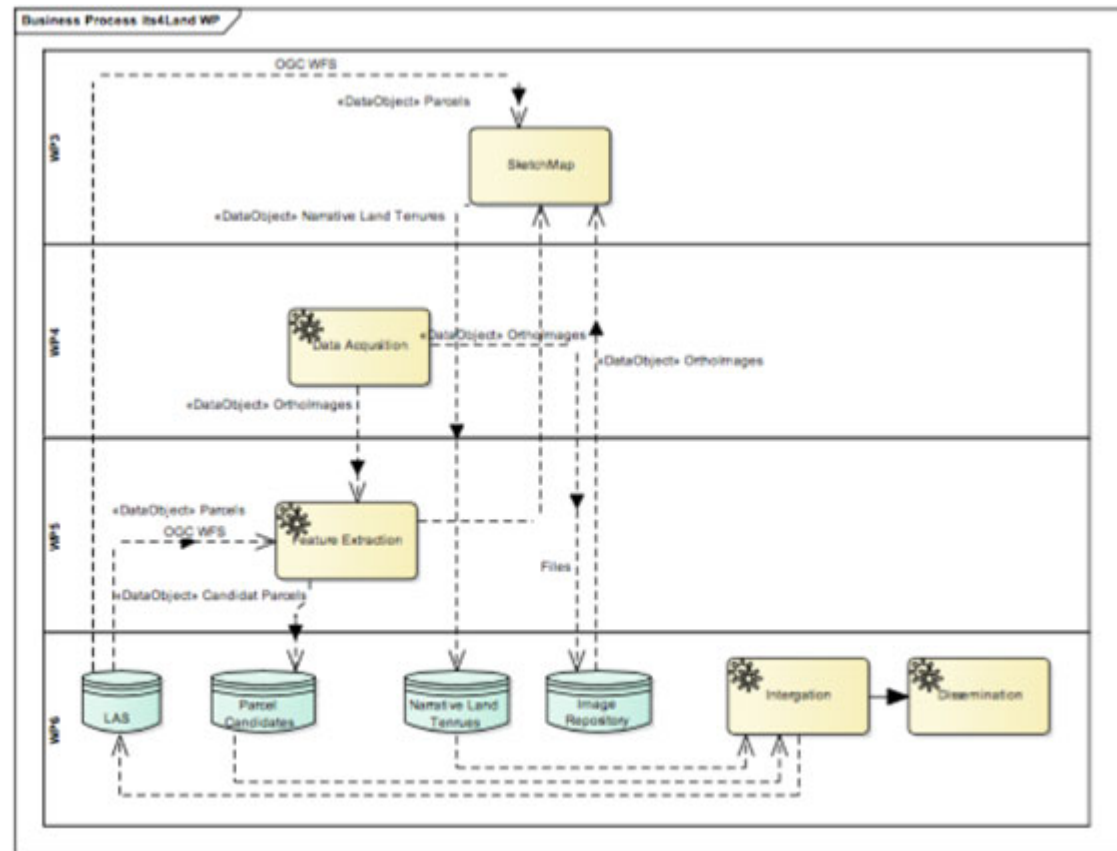 Business Process its4Land WP
WP3
OGC WFS
«DataObject» Parcels
SketchMap
«DataObject» Narrative Land Tenures
WP4
Data Acqusition
«DataObject» OrthoImages
«DataObject» OrthoImages
«DataObject» OrthoImages
WP5
«DataObject» Parcels
OGC WFS
Feature Extraction
Files
«DataObject» Candidat Parcels
WP6
LAS
Parcel
Candidates
Narrative Land
Tenrues
Image
Repository
Intergation
Dissemination